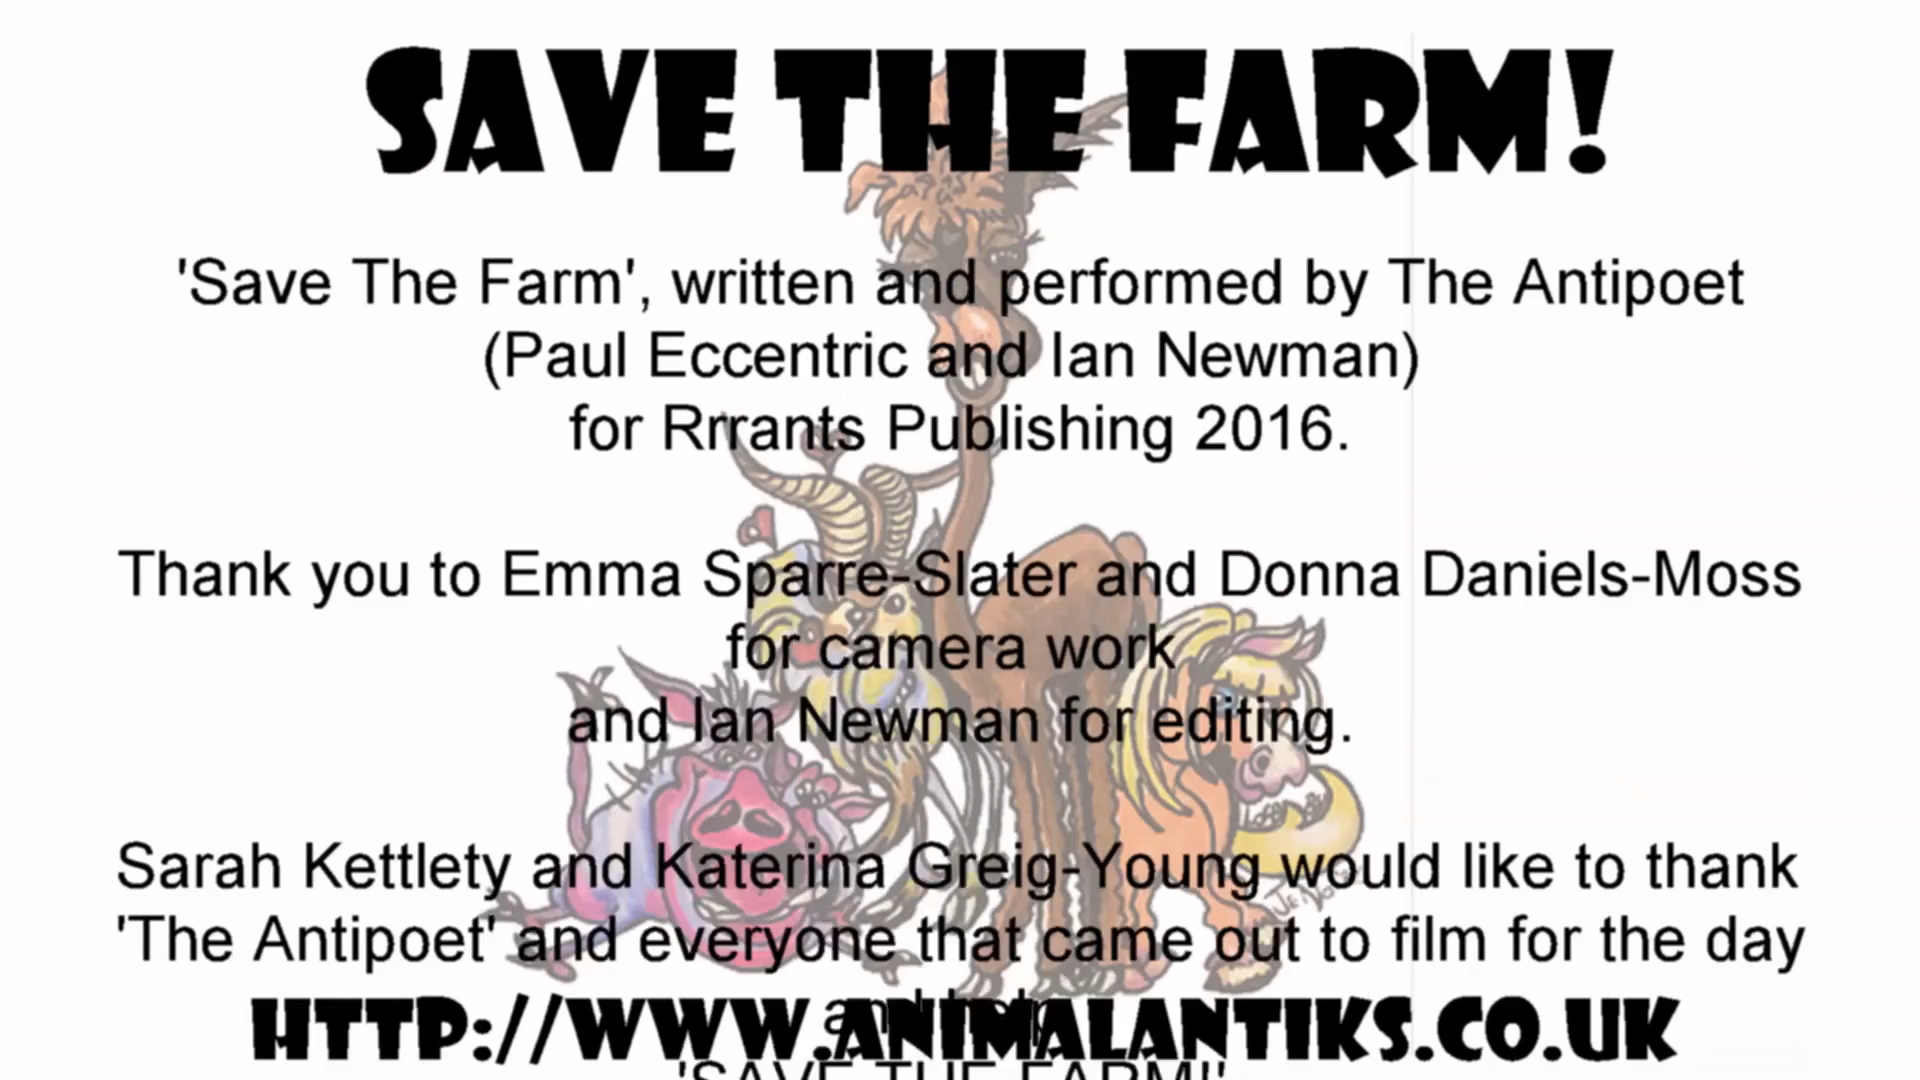 SAVE THE FARM!
'Save The Farm', written and performed by The Antipoet
(Paul Eccentric and Ian Newman)
for Rrrants Publishing 2016.
Thank you to Emma Sparre-Slater and Donna Daniels-Moss
for camera work
and Ian Newman for editing.
Sarah Kettlety and Katerina Greig-Young would like to thank
'The Antipoet' and everyone that came out to film for the day
HTTP://WWW.ANIMALANTIKS.CO.UK
'SAVE THE FARM!'